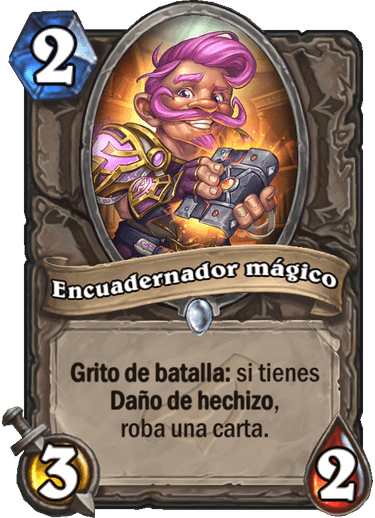 2
Encuadernador mágico
Grito de batalla: si tienes
Daño de hechizo,
roba una carta.
3
2